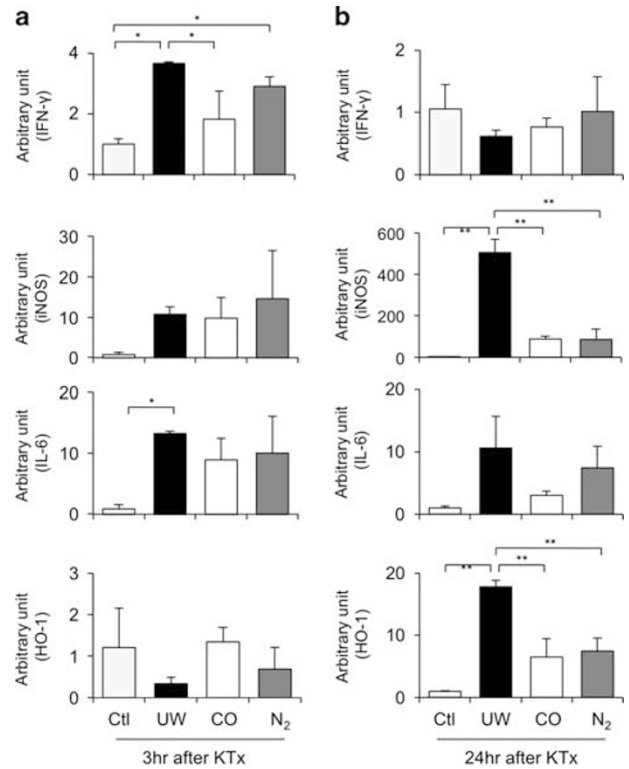 a
b
*
*
*
Arbitrary unit
(IFN-γ)
4
2
0
Arbitrary unit
(IFN-γ)
2
1
0
Arbitrary unit
(iNOS)
30
20
10
0
**
**
**
Arbitrary unit
(iNOS)
600
400
200
0
Arbitrary unit
(IL-6)
20
10
0
*
Arbitrary unit
(IL-6)
20
10
0
Arbitrary unit
(HO-1)
3
2
1
0
**
**
**
Arbitrary unit
(HO-1)
20
10
0
Ctl UW CO N₂
3hr after KTx
Ctl UW CO N₂
24hr after KTx